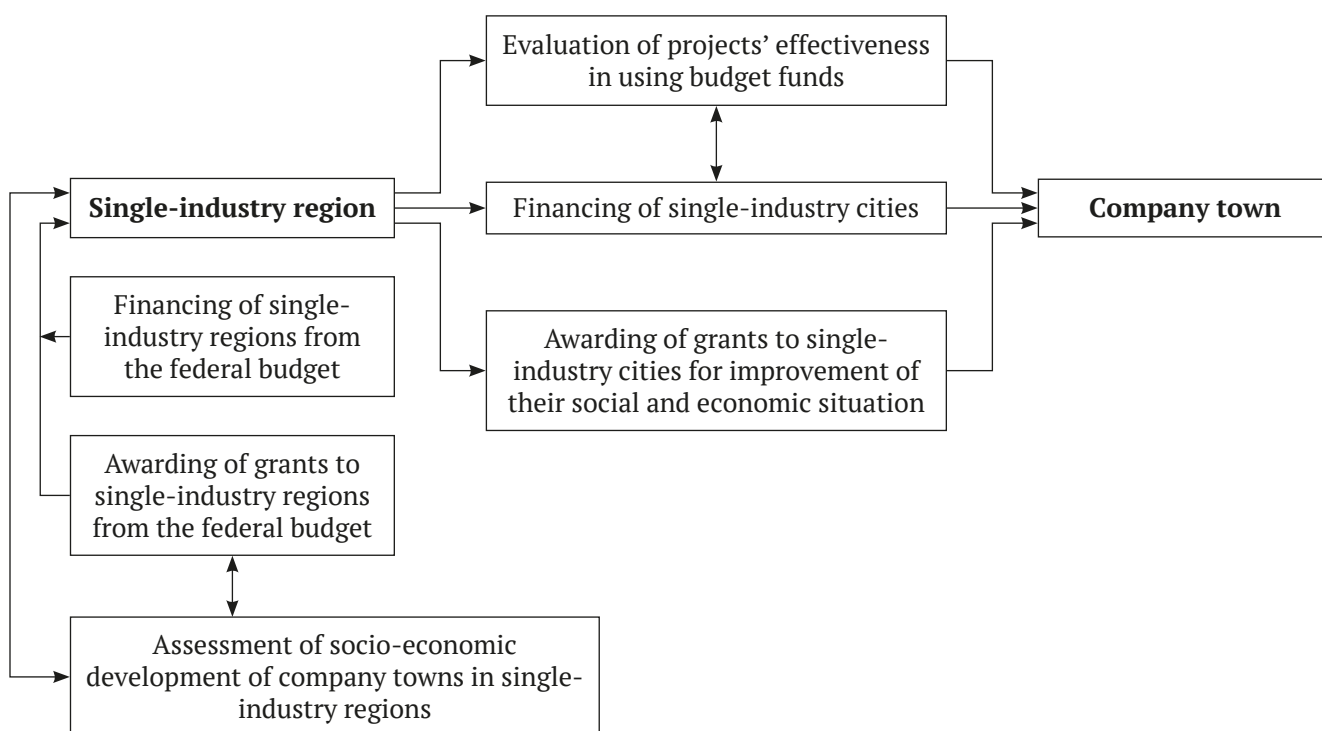 Evaluation of projects’ effectiveness
in using budget funds
Single-industry region
Financing of single-industry cities
Company town
Financing of single-
industry regions from
the federal budget
Awarding of grants to single-
industry cities for improvement of
their social and economic situation
Awarding of grants to
single-industry regions
from the federal budget
Assessment of socio-economic
development of company towns in single-
industry regions